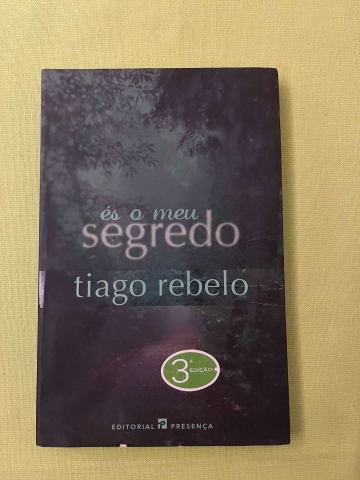 és o meu
segredo
tiago rebelo
3ª EDIÇÃO
EDITORIAL PRESENÇA